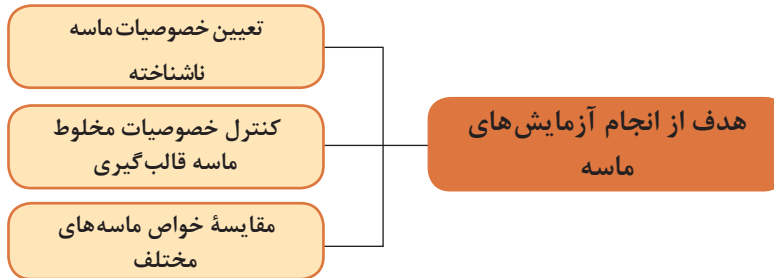 هدف از انجام آزمایش‌های
ماسه
تعیین خصوصیات ماسه
ناشناخته
کنترل خصوصیات مخلوط
ماسه قالب‌گیری
مقایسهٔ خواص ماسه‌های
مختلف